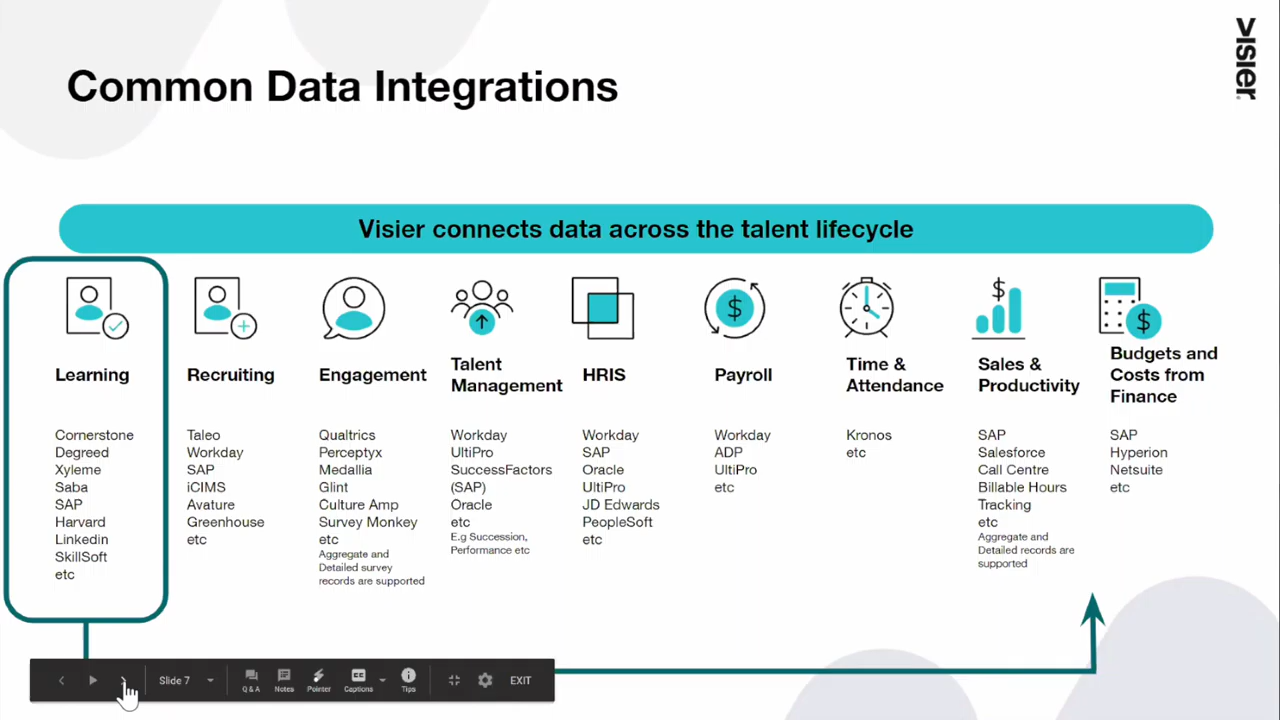 Common Data Integrations
VISIER
Visier connects data across the talent lifecycle
Learning
Cornerstone
Degreed
Xyleme
Saba
SAP
Harvard
Linkedin
SkillSoft
etc
Recruiting
Taleo
Workday
SAP
iCIMS
Avature
Greenhouse
etc
Engagement
Qualtrics
Perceptyx
Medallia
Glint
Culture Amp
Survey Monkey
etc
Aggregate and
Detailed survey
records are supported
Talent
Management
Workday
UltiPro
SuccessFactors
(SAP)
Oracle
etc
E.g Succession,
Performance etc
HRIS
Workday
SAP
Oracle
UltiPro
JD Edwards
PeopleSoft
etc
$
Payroll
Workday
ADP
UltiPro
etc
Time &
Attendance
Kronos
etc
$
Sales &
Productivity
SAP
Salesforce
Call Centre
Billable Hours
Tracking
etc
Aggregate and
Detailed records are
supported
$
Budgets and
Costs from
Finance
SAP
Hyperion
Netsuite
etc
Slide 7
Q & A
Notes
Pointer
CC
Captions
Tips
EXIT